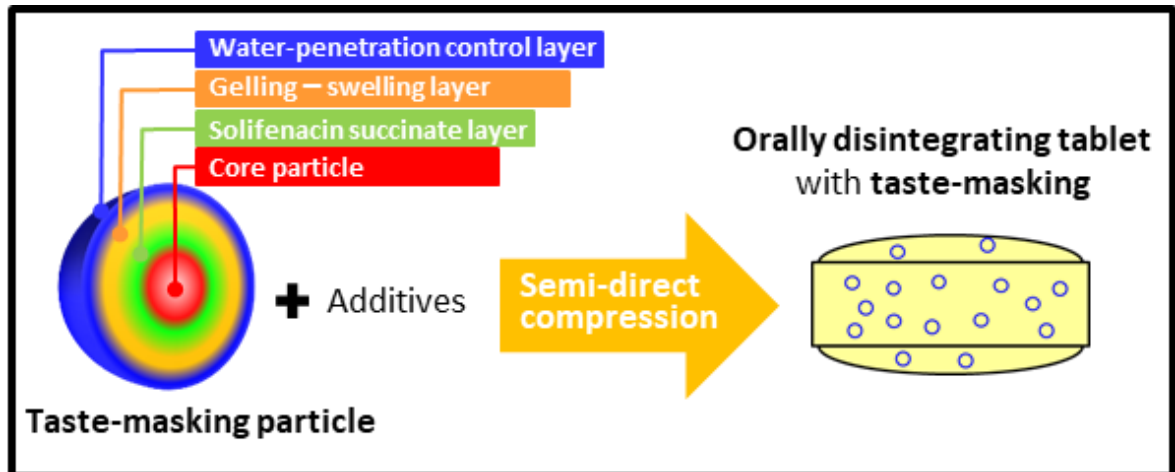 Water-penetration control layer
Gelling – swelling layer
Solifenacin succinate layer
Core particle
Taste-masking particle
+ Additives
Semi-direct
compression
Orally disintegrating tablet
with taste-masking